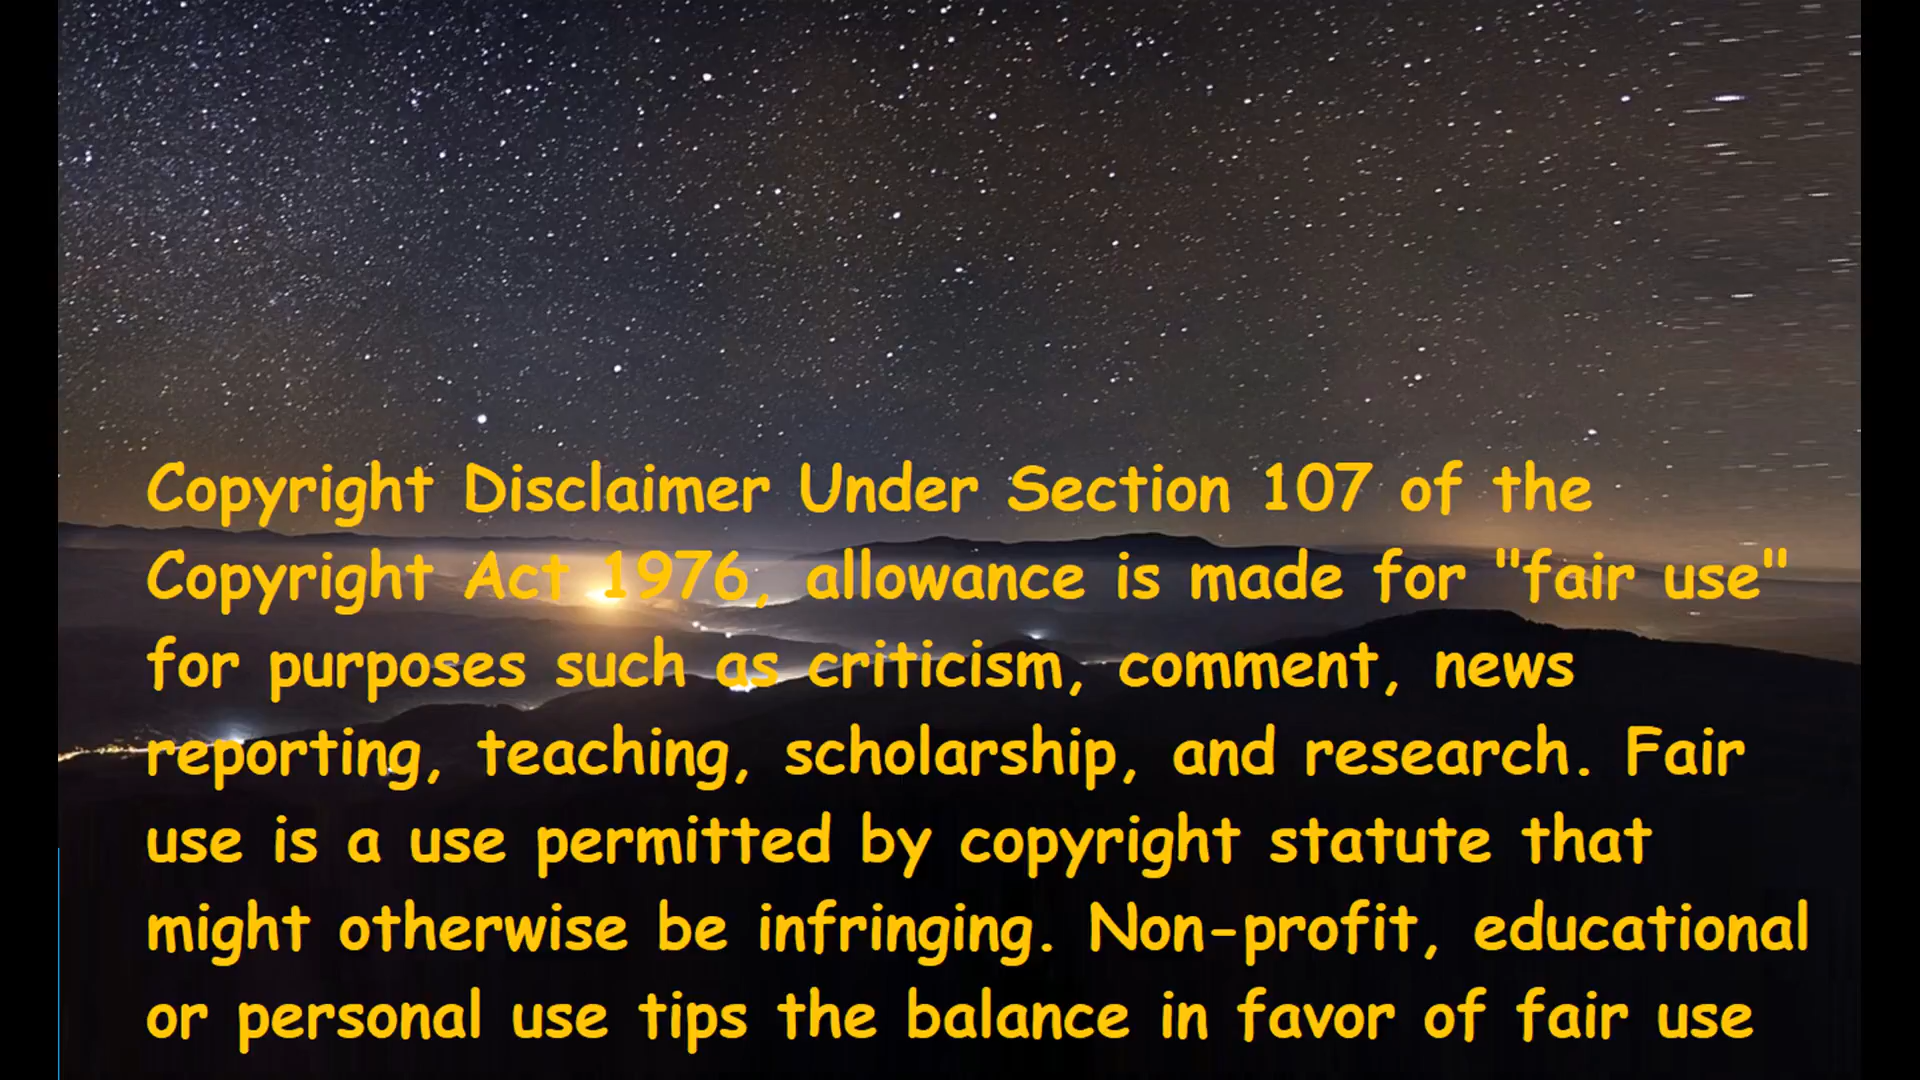 Copyright Disclaimer Under Section 107 of the
Copyright Act 1976, allowance is made for "fair use"
for purposes such as criticism, comment, news
reporting, teaching, scholarship, and research. Fair
use is a use permitted by copyright statute that
might otherwise be infringing. Non-profit, educational
or personal use tips the balance in favor of fair use